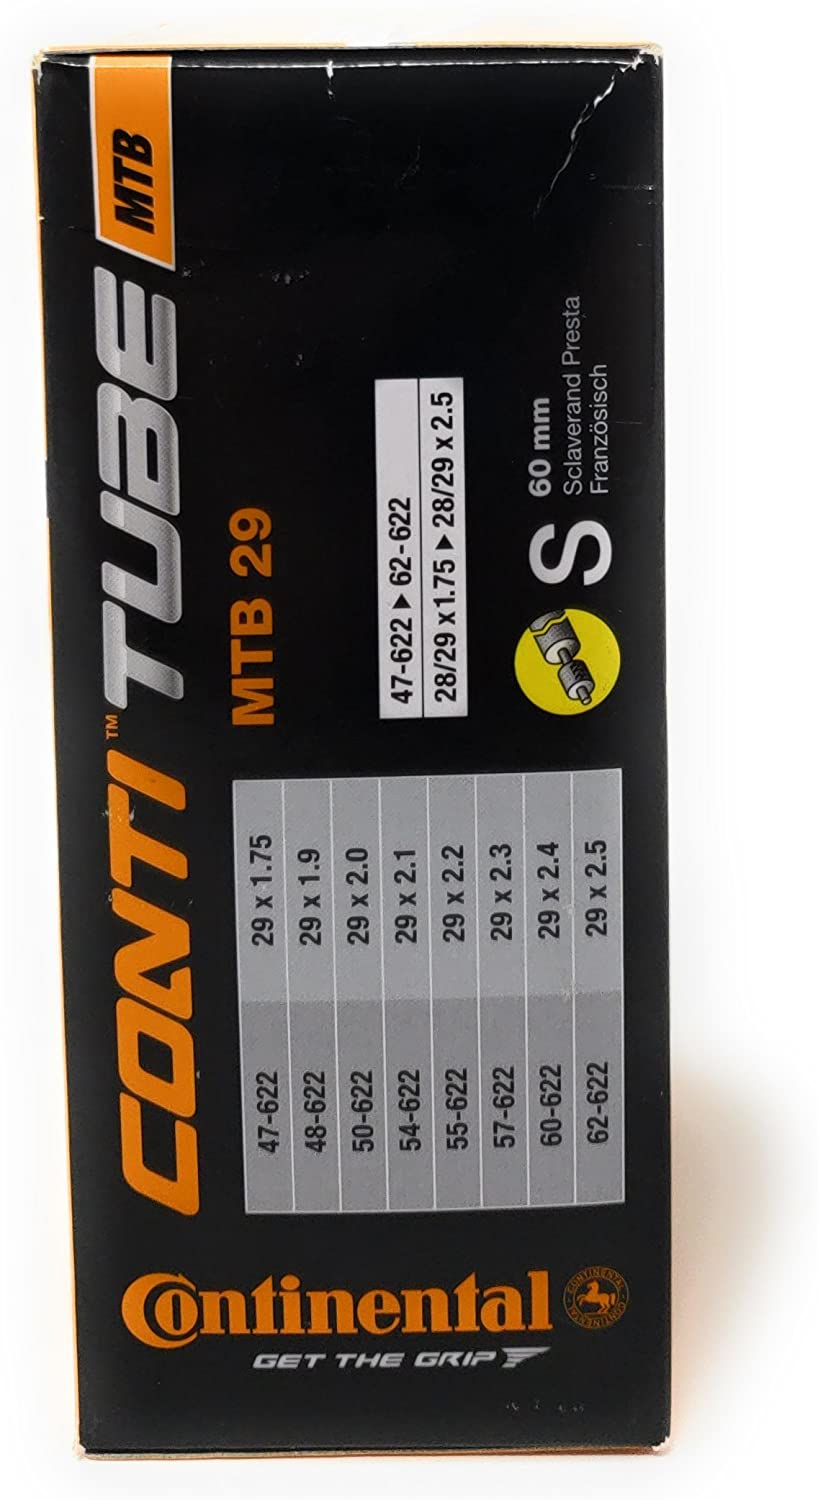 CONTI™ TUBE MTB
MTB 29
47-622 29 x 1.75
48-622 29 x 1.9
50-622 29 x 2.0
54-622 29 x 2.1
55-622 29 x 2.2
57-622 29 x 2.3
60-622 29 x 2.4
62-622 29 x 2.5
47-622 ▶ 62-622
28/29 x 1.75 ▶ 28/29 x 2.5
S
60 mm
Sclaverand Presta
Französisch
Continental
GET THE GRIP
CONTINENTAL
CONTINENTAL